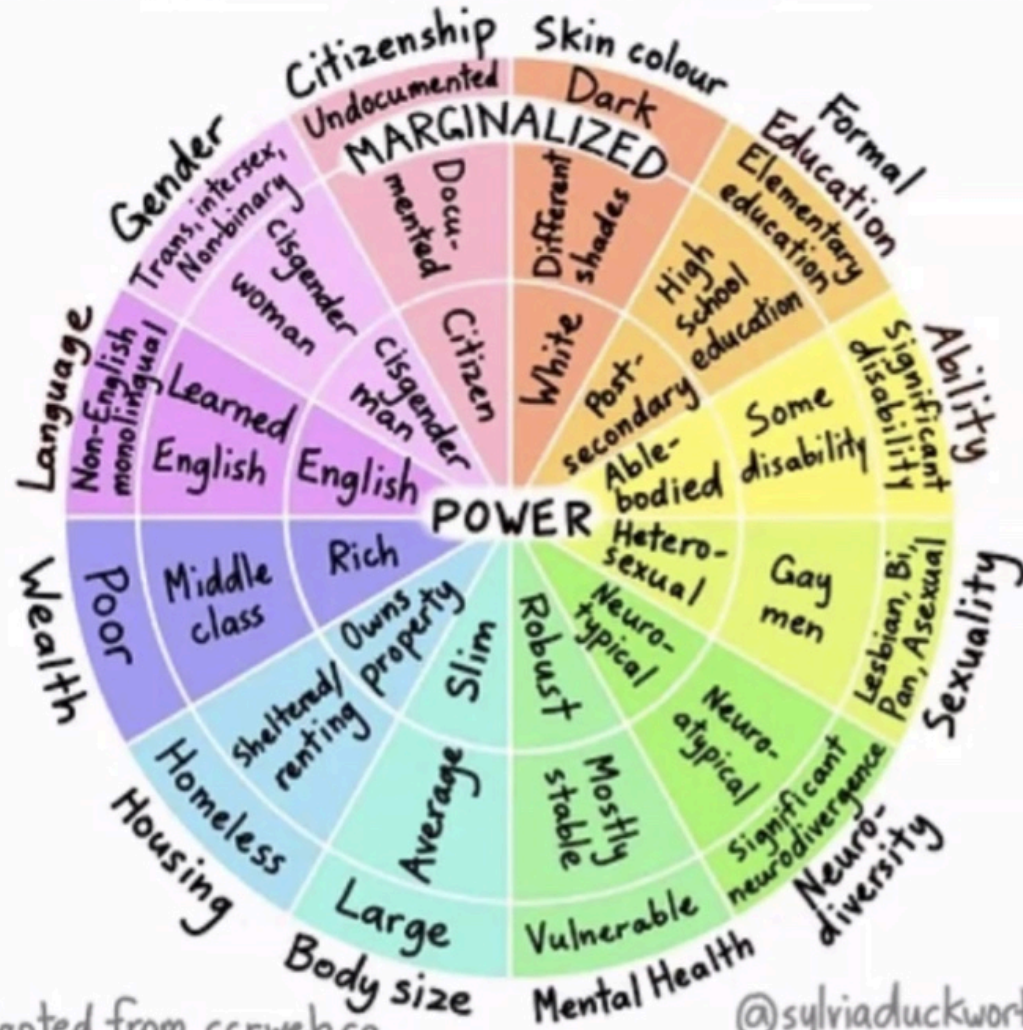 Citizenship
Undocumented
Docu-
mented
Citizen
Skin colour
Dark
Different
shades
White
Formal
Education
Elementary
education
High
School
education
Post-
secondary
Ability
Significant
disability
Some
disability
Able-
bodied
Sexuality
Lesbian, Bi,
Pan, Asexual
Gay
men
Hetero-
sexual
Neuro-
diversity
Significant
neurodivergence
Neuro-
atypical
Neuro-
typical
Mental Health
Vulnerable
Mostly
stable
Robust
Body size
Large
Average
Slim
Housing
Homeless
Sheltered/
renting
Owns
property
Wealth
Poor
Middle
class
Rich
Language
Non-English
monolingual
Learned
English
English
Gender
Trans, intersex,
Non-binary
cisgender
woman
cisgender
man
MARGINALIZED
POWER
from
@sylviaduckwort